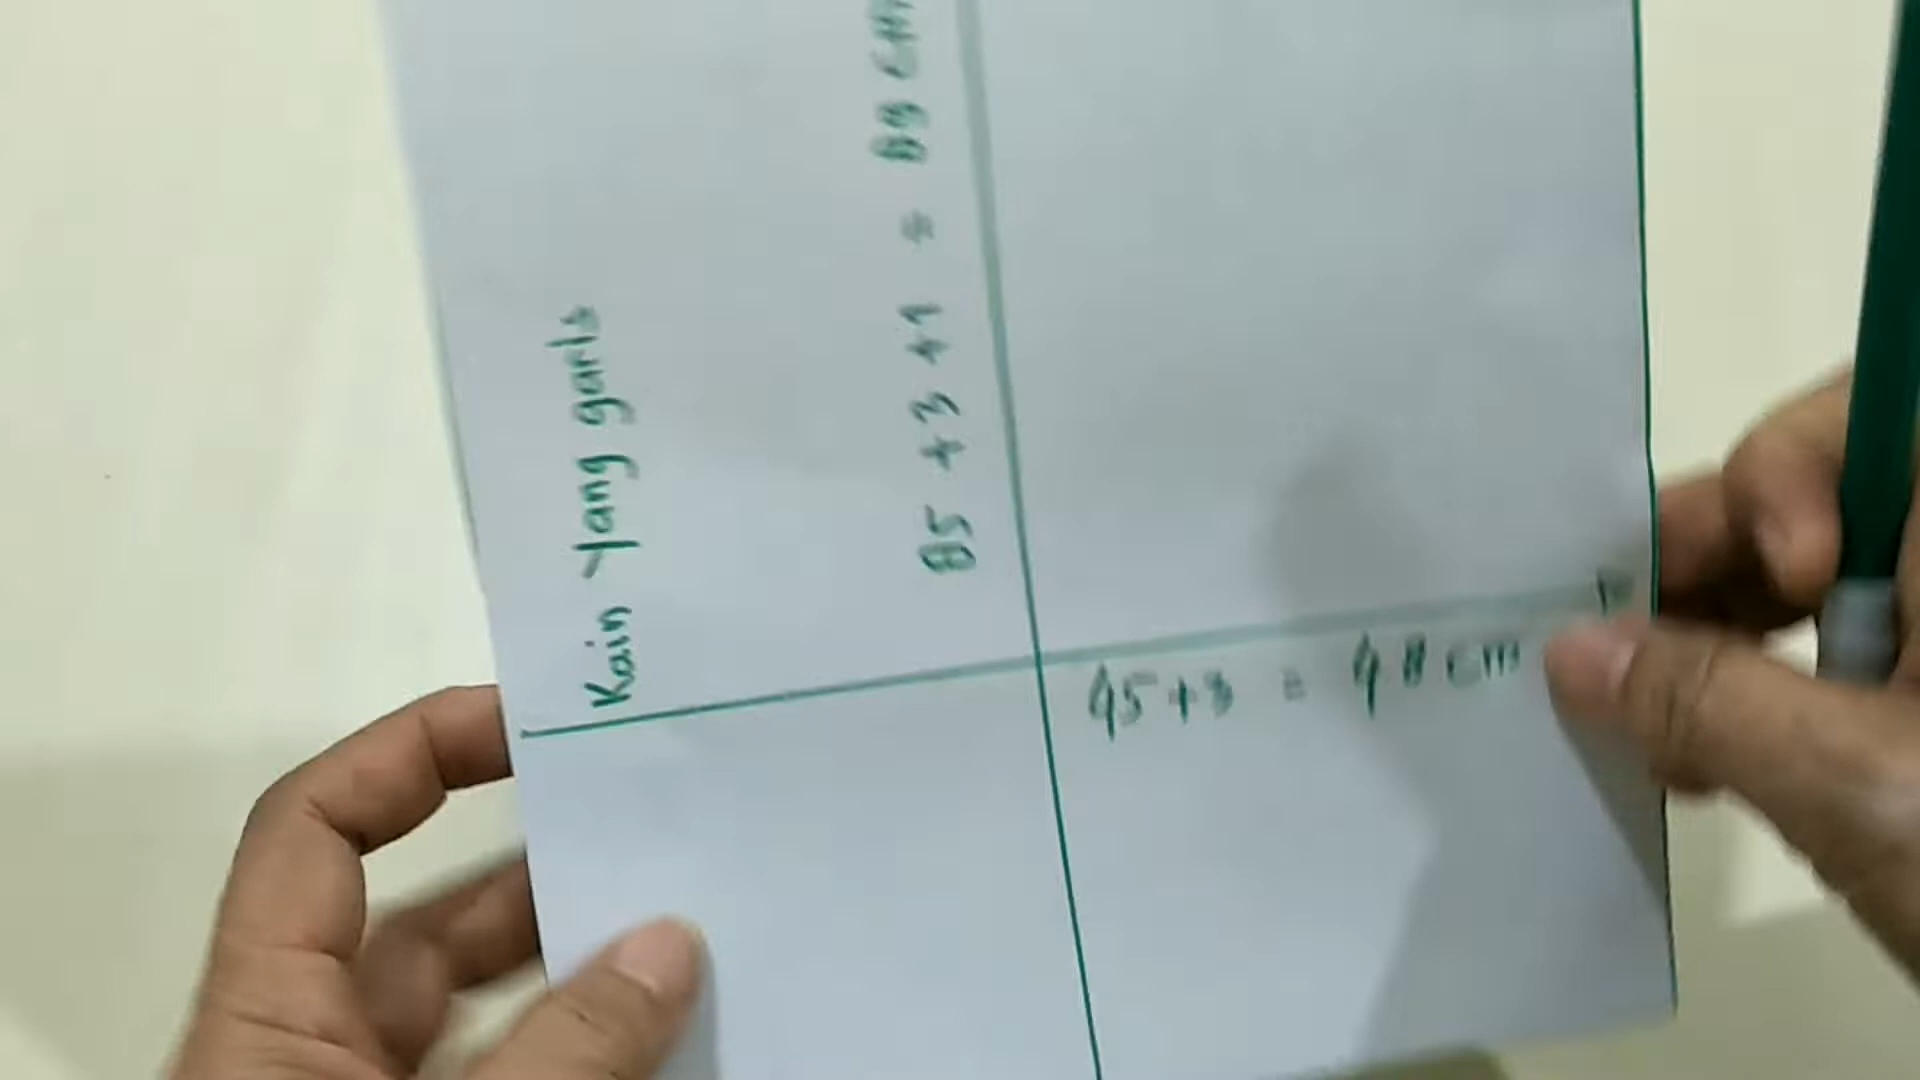 Kain Yang garis
85 + 3 + 1 = 89 cm
45 + 3 = 48 cm